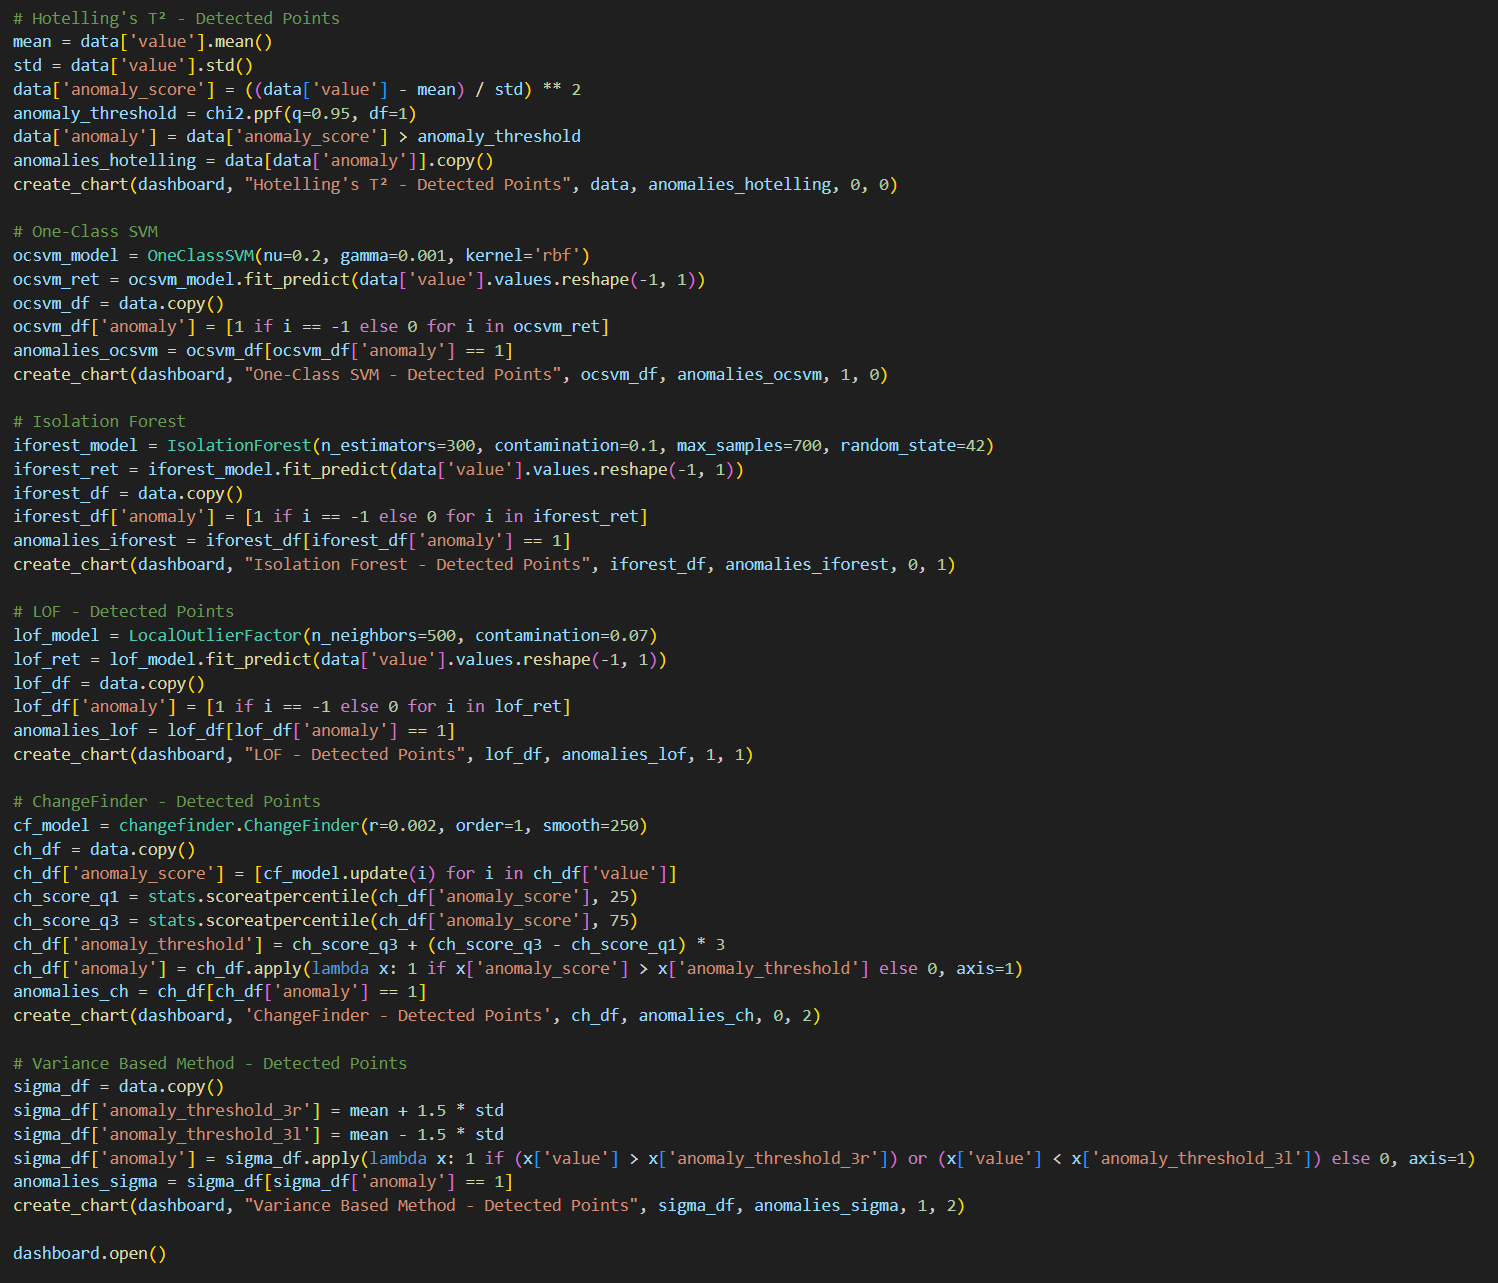 # Hotelling's T² - Detected Points
mean = data['value'].mean()
std = data['value'].std()
data['anomaly_score'] = ((data['value'] - mean) / std) ** 2
anomaly_threshold = chi2.ppf(q=0.95, df=1)
data['anomaly'] = data['anomaly_score'] > anomaly_threshold
anomalies_hotelling = data[data['anomaly']].copy()
create_chart(dashboard, "Hotelling's T² - Detected Points", data, anomalies_hotelling, 0, 0)

# One-Class SVM
ocsvm_model = OneClassSVM(nu=0.2, gamma=0.001, kernel='rbf')
ocsvm_ret = ocsvm_model.fit_predict(data['value'].values.reshape(-1, 1))
ocsvm_df = data.copy()
ocsvm_df['anomaly'] = [1 if i == -1 else 0 for i in ocsvm_ret]
anomalies_ocsvm = ocsvm_df[ocsvm_df['anomaly'] == 1]
create_chart(dashboard, "One-Class SVM - Detected Points", ocsvm_df, anomalies_ocsvm, 1, 0)

# Isolation Forest
iforest_model = IsolationForest(n_estimators=300, contamination=0.1, max_samples=700, random_state=42)
iforest_ret = iforest_model.fit_predict(data['value'].values.reshape(-1, 1))
iforest_df = data.copy()
iforest_df['anomaly'] = [1 if i == -1 else 0 for i in iforest_ret]
anomalies_iforest = iforest_df[iforest_df['anomaly'] == 1]
create_chart(dashboard, "Isolation Forest - Detected Points", iforest_df, anomalies_iforest, 0, 1)

# LOF - Detected Points
lof_model = LocalOutlierFactor(n_neighbors=500, contamination=0.07)
lof_ret = lof_model.fit_predict(data['value'].values.reshape(-1, 1))
lof_df = data.copy()
lof_df['anomaly'] = [1 if i == -1 else 0 for i in lof_ret]
anomalies_lof = lof_df[lof_df['anomaly'] == 1]
create_chart(dashboard, "LOF - Detected Points", lof_df, anomalies_lof, 1, 1)

# ChangeFinder - Detected Points
cf_model = changefinder.ChangeFinder(r=0.002, order=1, smooth=250)
ch_df = data.copy()
ch_df['anomaly_score'] = [cf_model.update(i) for i in ch_df['value']]
ch_score_q1 = stats.scoreatpercentile(ch_df['anomaly_score'], 25)
ch_score_q3 = stats.scoreatpercentile(ch_df['anomaly_score'], 75)
ch_df['anomaly_threshold'] = ch_score_q3 + (ch_score_q3 - ch_score_q1) * 3
ch_df['anomaly'] = ch_df.apply(lambda x: 1 if x['anomaly_score'] > x['anomaly_threshold'] else 0, axis=1)
anomalies_ch = ch_df[ch_df['anomaly'] == 1]
create_chart(dashboard, 'ChangeFinder - Detected Points', ch_df, anomalies_ch, 0, 2)

# Variance Based Method - Detected Points
sigma_df = data.copy()
sigma_df['anomaly_threshold_3r'] = mean + 1.5 * std
sigma_df['anomaly_threshold_3l'] = mean - 1.5 * std
sigma_df['anomaly'] = sigma_df.apply(lambda x: 1 if (x['value'] > x['anomaly_threshold_3r']) or (x['value'] < x['anomaly_threshold_3l']) else 0, axis=1)
anomalies_sigma = sigma_df[sigma_df['anomaly'] == 1]
create_chart(dashboard, "Variance Based Method - Detected Points", sigma_df, anomalies_sigma, 1, 2)

dashboard.open()